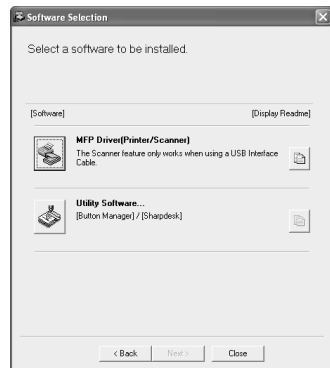 Software Selection
Select a software to be installed.
[Software] [Display Readme]
MFP Driver(Printer/Scanner)
The Scanner feature only works when using a USB Interface
Cable.
Utility Software...
[Button Manager] / [Sharpdesk]
< Back Next > Close